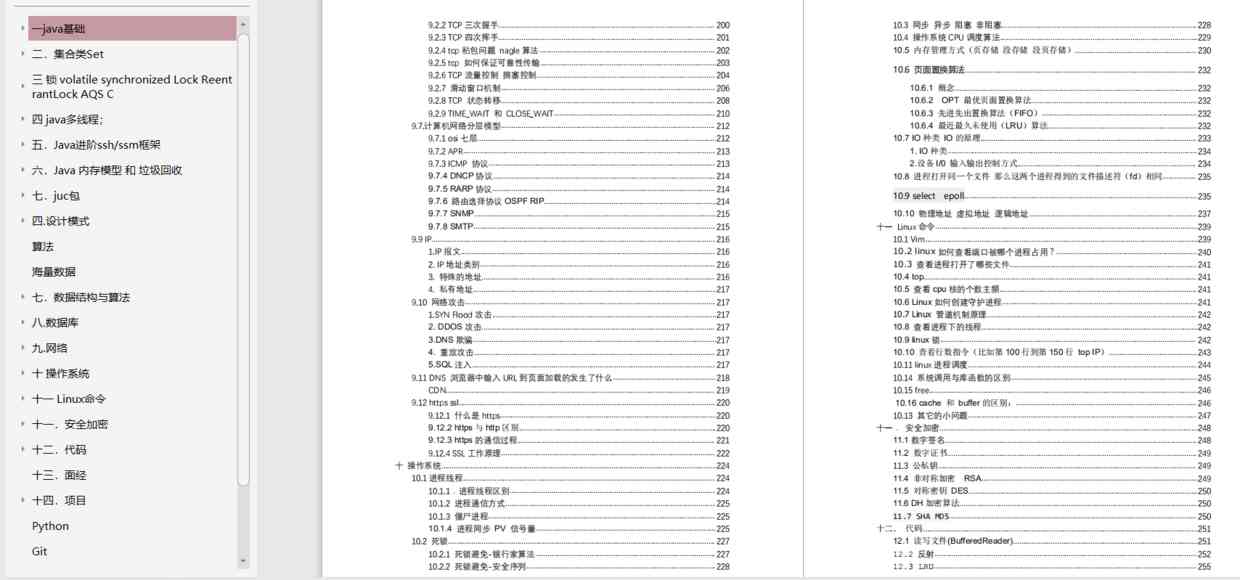 一java基础
二、集合类Set
三 锁 volatile synchronized Lock Reent
rantLock AQS C
四 java多线程；
五．Java进阶ssh/ssm框架
六．Java 内存模型 和 垃圾回收
七．juc包
四.设计模式
算法
海量数据
七．数据结构与算法
八.数据库
九.网络
十 操作系统
十一 Linux命令
十一．安全加密
十二．代码
十三．面经
十四．项目
Python
Git
9.2.2 TCP 三次握手 200
9.2.3 TCP 四次挥手 201
9.2.4 tcp 粘包问题 nagle 算法 202
9.2.5 tcp 如何保证可靠性传输 203
9.2.6 TCP 流量控制 拥塞控制 204
9.2.7 滑动窗口机制 206
9.2.8 TCP 状态转移 208
9.2.9 TIME_WAIT 和 CLOSE_WAIT 210
9.7.计算机网络分层模型 212
9.7.1 osi 七层 212
9.7.2 APR 213
9.7.3 ICMP 协议 213
9.7.4 DNCP 协议 214
9.7.5 RARP 协议 214
9.7.6 路由选择协议 OSPF RIP 214
9.7.7 SNMP 215
9.7.8 SMTP 215
9.9 IP 216
1.IP 报文 216
2. IP 地址类别 216
3. 特殊的地址 216
4. 私有地址 217
9.10 网络攻击 217
1.SYN Flood 攻击 217
2. DDOS 攻击 217
3.DNS 欺骗 217
4. 重放攻击 217
5.SQL 注入 217
9.11 DNS 浏览器中输入 URL 到页面加载的发生了什么 218
CDN 219
9.12 https ssl 220
9.12.1 什么是 https 220
9.12.2 https 与 http 区别 220
9.12.3 https 的通信过程 221
9.12.4 SSL 工作原理 222
十 操作系统 224
10.1 进程线程 224
10.1.1．进程线程区别 224
10.1.2 进程通信方式 225
10.1.3 僵尸进程 225
10.1.4 进程同步 PV 信号量 225
10.2 死锁 227
10.2.1 死锁避免-银行家算法 227
10.2.2 死锁避免-安全序列 228
10.3 同步 异步 阻塞 非阻塞 228
10.4 操作系统 CPU 调度算法 229
10.5 内存管理方式（页存储 段存储 段页存储） 230
10.6 页面置换算法 232
10.6.1 概念 232
10.6.2 OPT 最优页面置换算法 232
10.6.3 先进先出置换算法（FIFO） 232
10.6.4 最近最久未使用（LRU）算法 232
10.7 IO 种类 IO 的原理 233
1. IO 种类 234
2.设备 I/0 输入输出控制方式 234
10.8 进程打开同一个文件 那么这两个进程得到的文件描述符（fd）相同 235
10.9 select epoll 235
10.10 物理地址 虚拟地址 逻辑地址 237
十一 Linux 命令 239
10.1 Vim 239
10.2 linux 如何查看端口被哪个进程占用？ 240
10.3 查看进程打开了哪些文件 241
10.4 top 241
10.5 查看 cpu 核的个数主频 241
10.6 Linux 如何创建守护进程 241
10.7 Linux 管道机制原理 242
10.8 查看进程下的线程 242
10.9 linux 锁 242
10.10 查看行数指令（比如第 100 行到第 150 行 top IP） 243
10.11 linux 进程调度 244
10.14 系统调用与库函数的区别 245
10.15 free 246
10.16 cache 和 buffer 的区别： 246
10.13 其它的小问题 247
十一．安全加密 248
11.1 数字签名 248
11.2 数字证书 249
11.3 公私钥 249
11.4 非对称加密 RSA 249
11.5 对称密钥 DES 250
11.6 DH 加密算法 250
11.7 SHA MD5 250
十二．代码 251
12.1 读写文件(BufferedReader) 251
12.2 反射 252
12.3 LRU 255